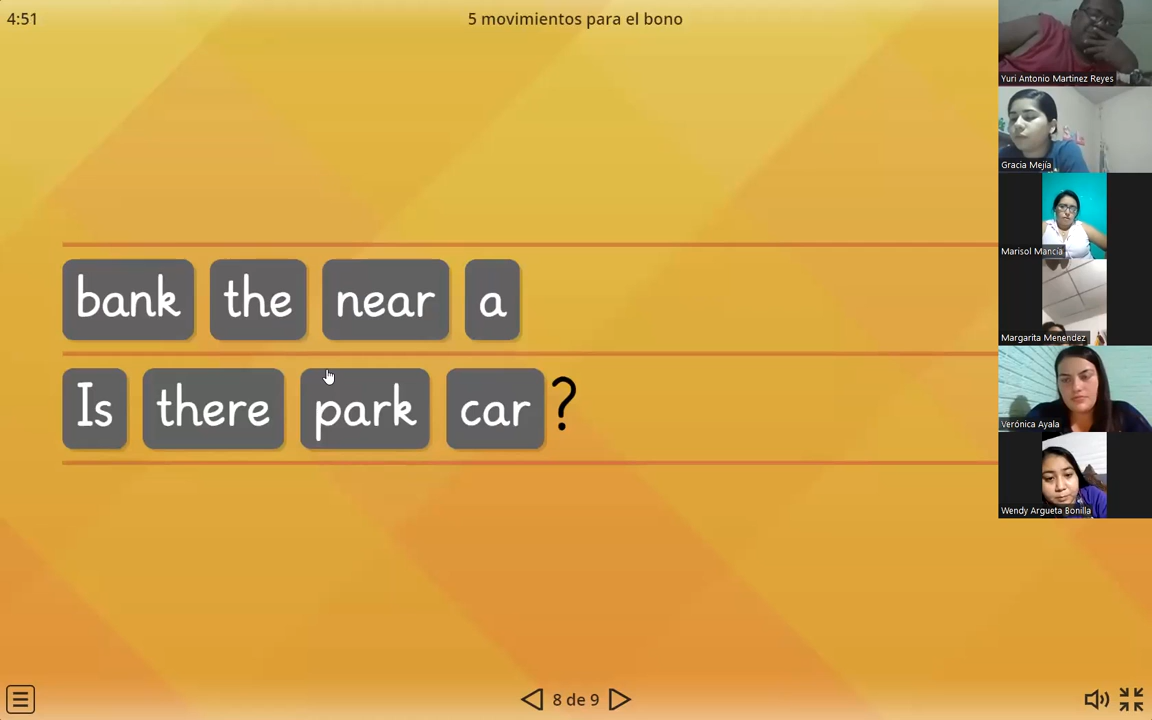 4:51
5 movimientos para el bono
bank the near a
Is there park car ?
8 de 9
Yuri Antonio Martinez Reyes
Gracia Mejía
Marisol Mancia
Margarita Menendez
Verónica Ayala
Wendy Argueta Bonilla